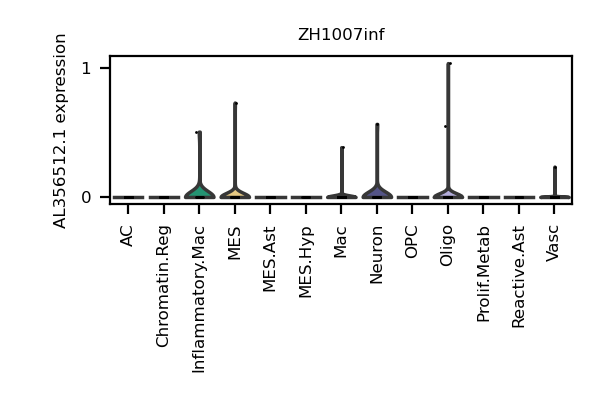 ZH1007inf
AL356512.1 expression
1
0
AC
Chromatin.Reg
Inflammatory.Mac
MES
MES.Ast
MES.Hyp
Mac
Neuron
OPC
Oligo
Prolif.Metab
Reactive.Ast
Vasc